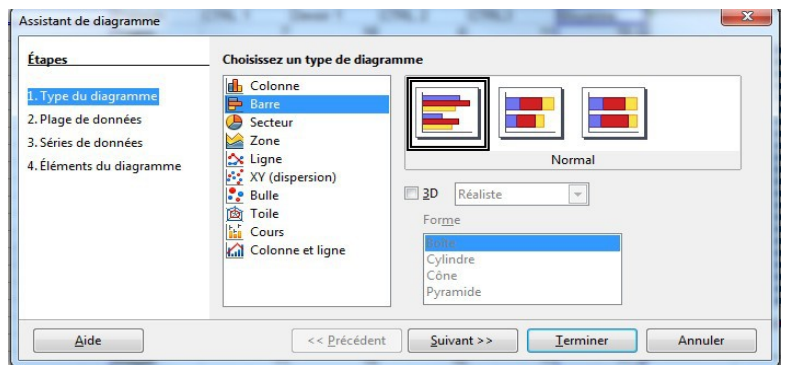 Assistant de diagramme
Étapes
1. Type du diagramme
2. Plage de données
3. Séries de données
4. Éléments du diagramme
Choisissez un type de diagramme
Colonne
Barre
Secteur
Zone
Ligne
XY (dispersion)
Bulle
Toile
Cours
Colonne et ligne
Normal
3D
Réaliste
Forme
Cylindre
Cône
Pyramide
Aide
<< Précédent
Suivant >>
Terminer
Annuler